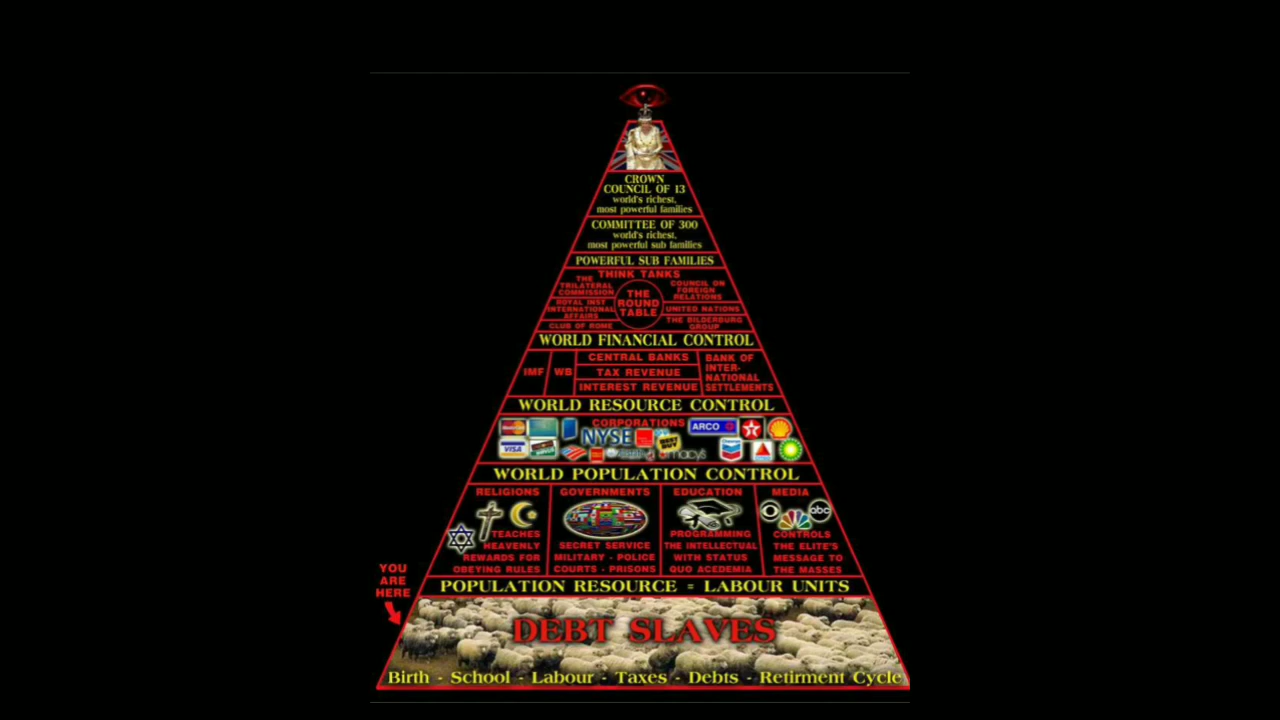 CROWN
COUNCIL OF 13
world's richest,
most powerful families
COMMITTEE OF 300
world's richest,
most powerful sub families
POWERFUL SUB FAMILIES
THINK TANKS
THE
TRILATERAL
COMMISSION
ROYAL INST
INTERNATIONAL
AFFAIRS
CLUB OF ROME
THE
ROUND
TABLE
COUNCIL ON
FOREIGN
RELATIONS
UNITED NATIONS
THE BILDERBURG
GROUP
WORLD FINANCIAL CONTROL
IMF
WB
CENTRAL BANKS
TAX REVENUE
INTEREST REVENUE
BANK OF
INTER-
NATIONAL
SETTLEMENTS
WORLD RESOURCE CONTROL
CORPORATIONS
MasterCard
VISA
NYSE
BEST BUY
macys
ARCO
WORLD POPULATION CONTROL
RELIGIONS
TEACHES
HEAVENLY
REWARDS FOR
OBEYING RULES
GOVERNMENTS
SECRET SERVICE
MILITARY - POLICE
COURTS - PRISONS
EDUCATION
PROGRAMMING
THE INTELLECTUAL
WITH STATUS
QUO ACEDEMIA
MEDIA
abc
CONTROLS
THE ELITE'S
MESSAGE TO
THE MASSES
POPULATION RESOURCE = LABOUR UNITS
YOU
ARE
HERE
DEBT SLAVES
Birth - School - Labour - Taxes - Debts - Retirment Cycle